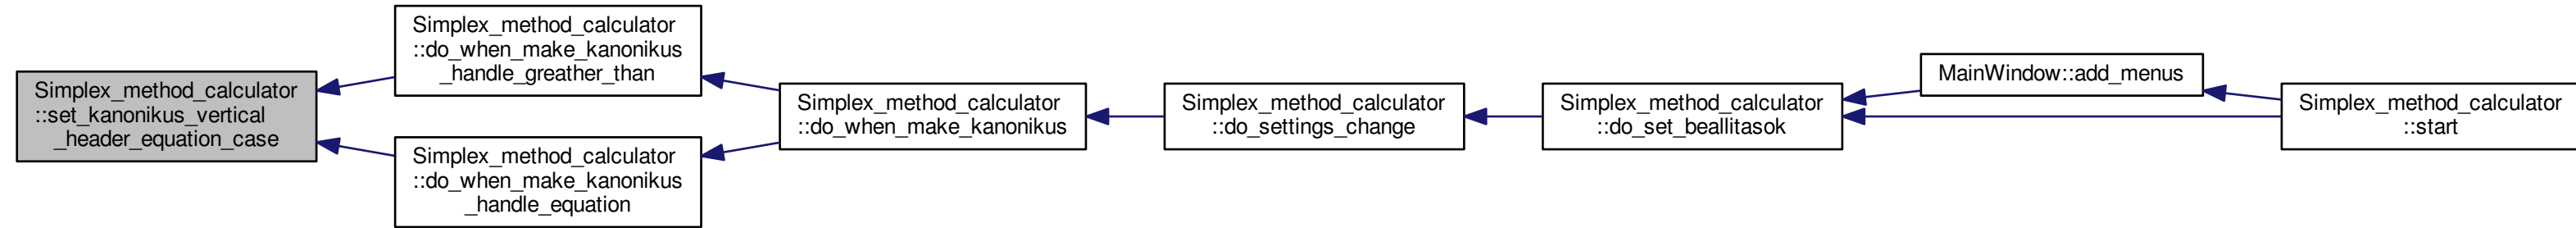 Simplex_method_calculator
::set_kanonikus_vertical
_header_equation_case
Simplex_method_calculator
::do_when_make_kanonikus
_handle_greather_than
Simplex_method_calculator
::do_when_make_kanonikus
_handle_equation
Simplex_method_calculator
::do_when_make_kanonikus
Simplex_method_calculator
::do_settings_change
Simplex_method_calculator
::do_set_beallitasok
MainWindow::add_menus
Simplex_method_calculator
::start